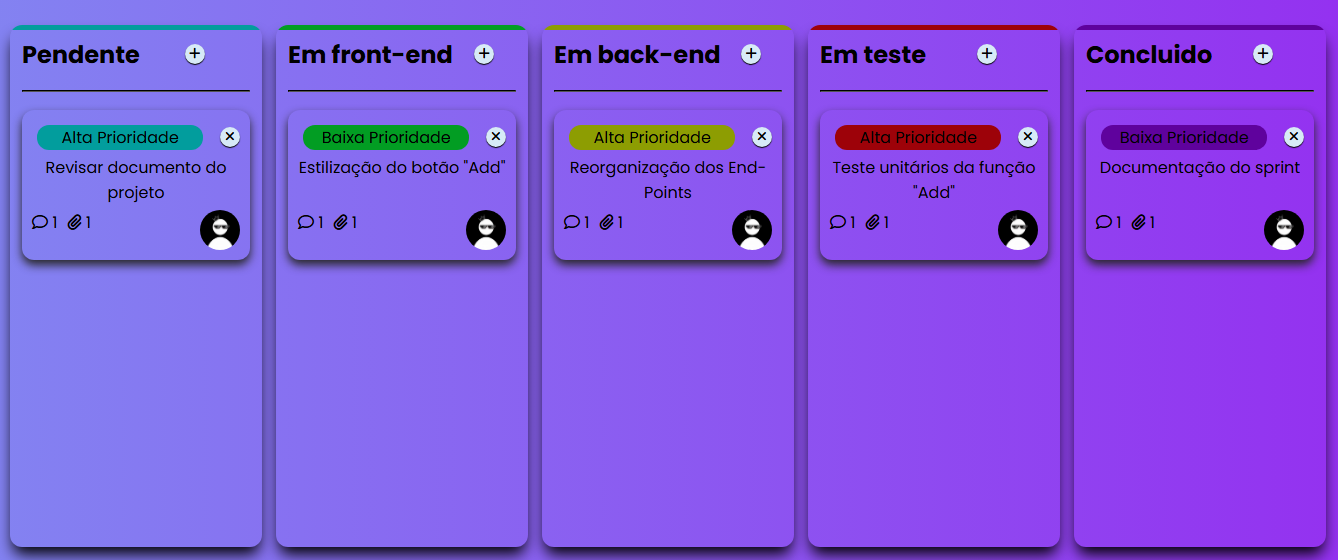 Pendente
Alta Prioridade
Revisar documento do
projeto
1 1
Em front-end
Baixa Prioridade
Estilização do botão "Add"
1 1
Em back-end
Alta Prioridade
Reorganização dos End-
Points
1 1
Em teste
Alta Prioridade
Teste unitários da função
"Add"
1 1
Concluido
Baixa Prioridade
Documentação do sprint
1 1